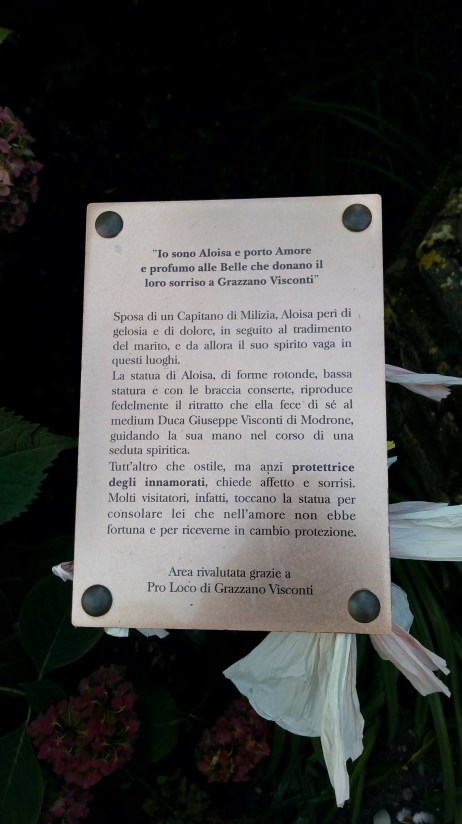 "Io sono Aloisa e porto Amore
e profumo alle Belle che donano il
loro sorriso a Grazzano Visconti"
Sposa di un Capitano di Milizia, Aloisa perì di
gelosia e di dolore, in seguito al tradimento
del marito, e da allora il suo spirito vaga in
questi luoghi.
La statua di Aloisa, di forme rotonde, bassa
statura e con le braccia conserte, riproduce
fedelmente il ritratto che ella fece di sé al
medium Duca Giuseppe Visconti di Modrone,
guidando la sua mano nel corso di una
seduta spiritica.
Tutt'altro che ostile, ma anzi protettrice
degli innamorati, chiede affetto e sorrisi.
Molti visitatori, infatti, toccano la statua per
consolare lei che nell'amore non ebbe
fortuna e per riceverne in cambio protezione.
Area rivalutata grazie a
Pro Loco di Grazzano Visconti